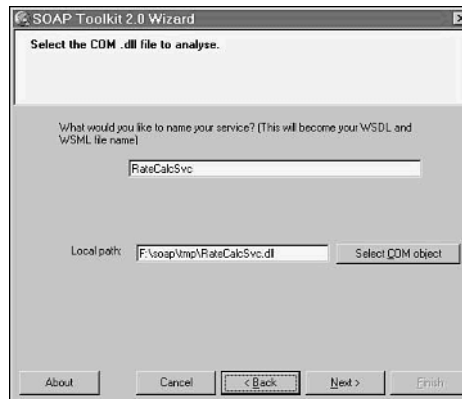 SOAP Toolkit 2.0 Wizard
Select the COM .dll file to analyse.
What would you like to name your service? (This will become your WSDL and
WSML file name)
RateCalcSvc
Local path:
F:\soap\tmp\RateCalcSvc.dll
Select COM object
About
Cancel
< Back
Next >
Finish